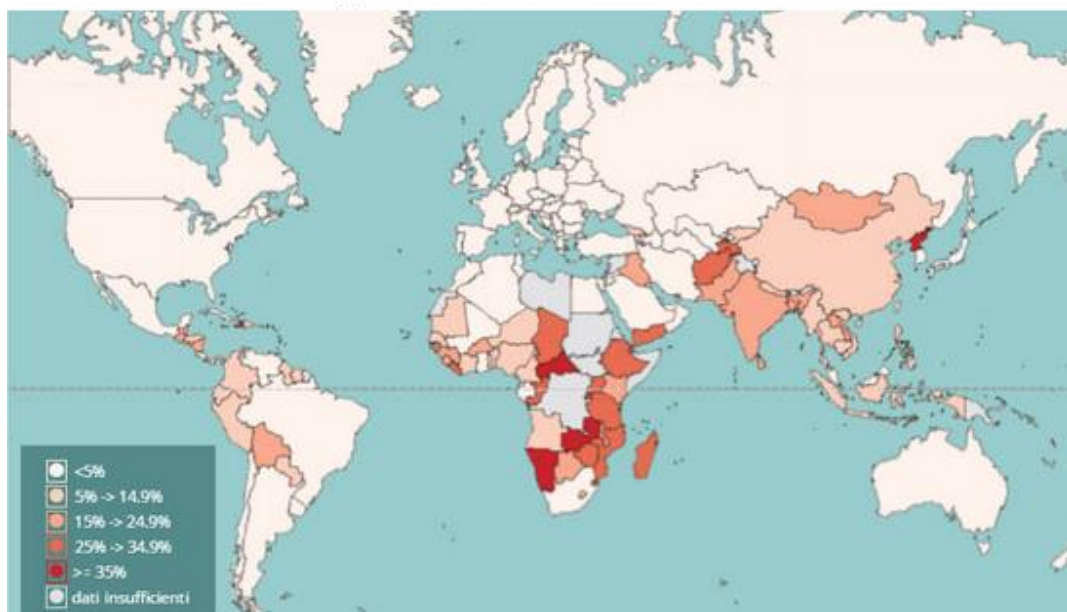 <5%
5% -> 14.9%
15% -> 24.9%
25% -> 34.9%
>= 35%
dati insufficienti